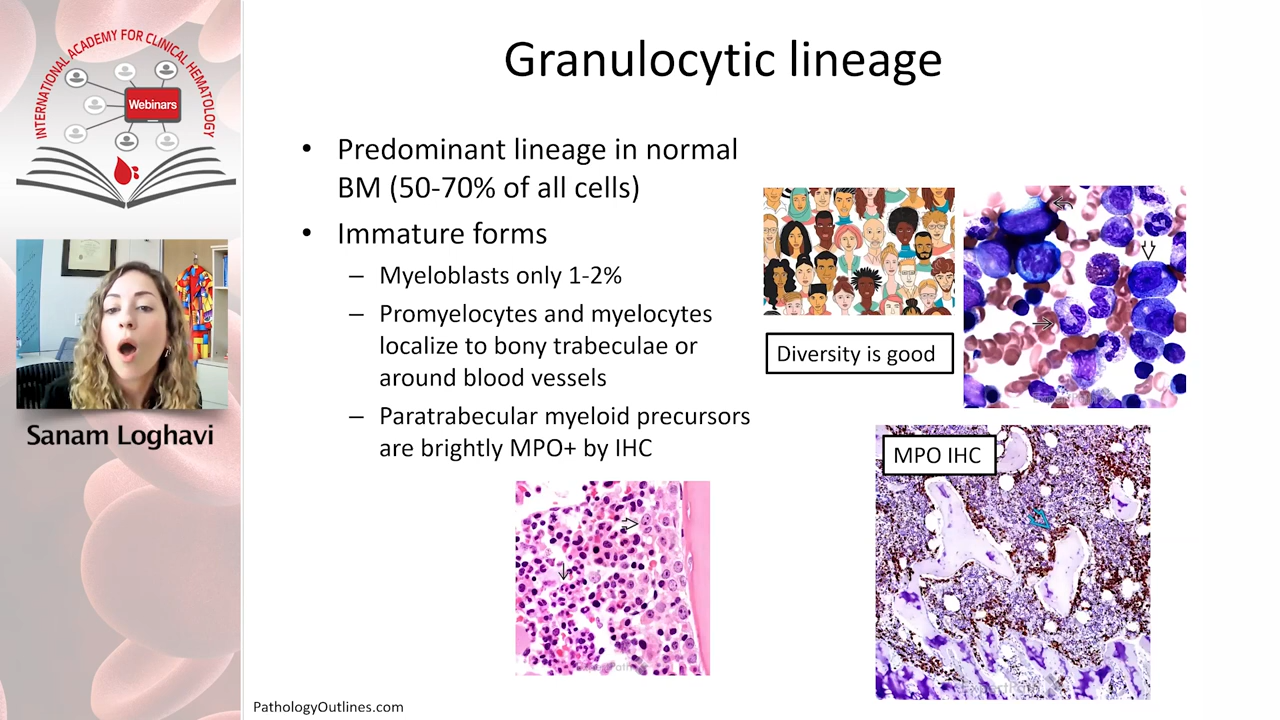 INTERNATIONAL ACADEMY FOR CLINICAL HEMATOLOGY
Webinars
Sanam Loghavi
Granulocytic lineage
• Predominant lineage in normal
BM (50-70% of all cells)
• Immature forms
– Myeloblasts only 1-2%
– Promyelocytes and myelocytes
localize to bony trabeculae or
around blood vessels
– Paratrabecular myeloid precursors
are brightly MPO+ by IHC
Diversity is good
MPO IHC
PathologyOutlines.com